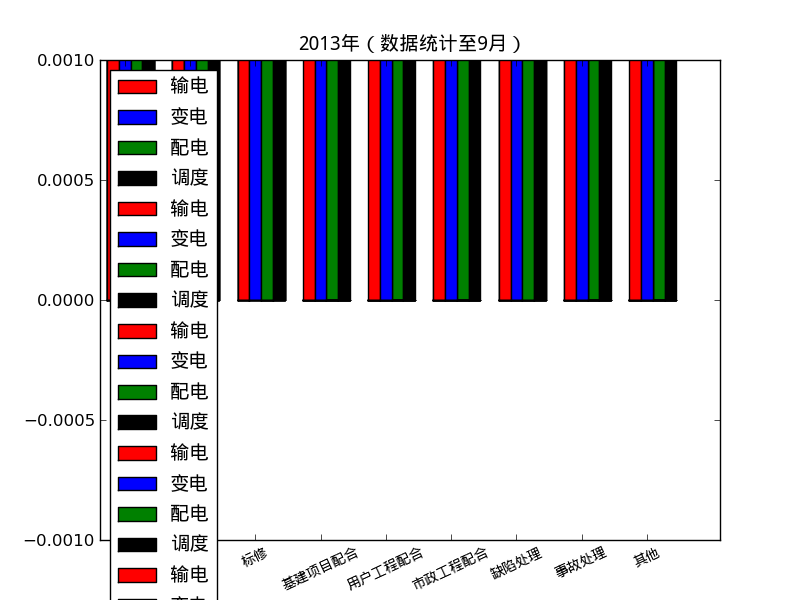 2013年（数据统计至9月）
0.0010
0.0005
0.0000
−0.0005
−0.0010
输电
变电
配电
调度
输电
变电
配电
调度
输电
变电
配电
调度
输电
变电
配电
调度
输电
标修
基建项目配合
用户工程配合
市政工程配合
缺陷处理
事故处理
其他